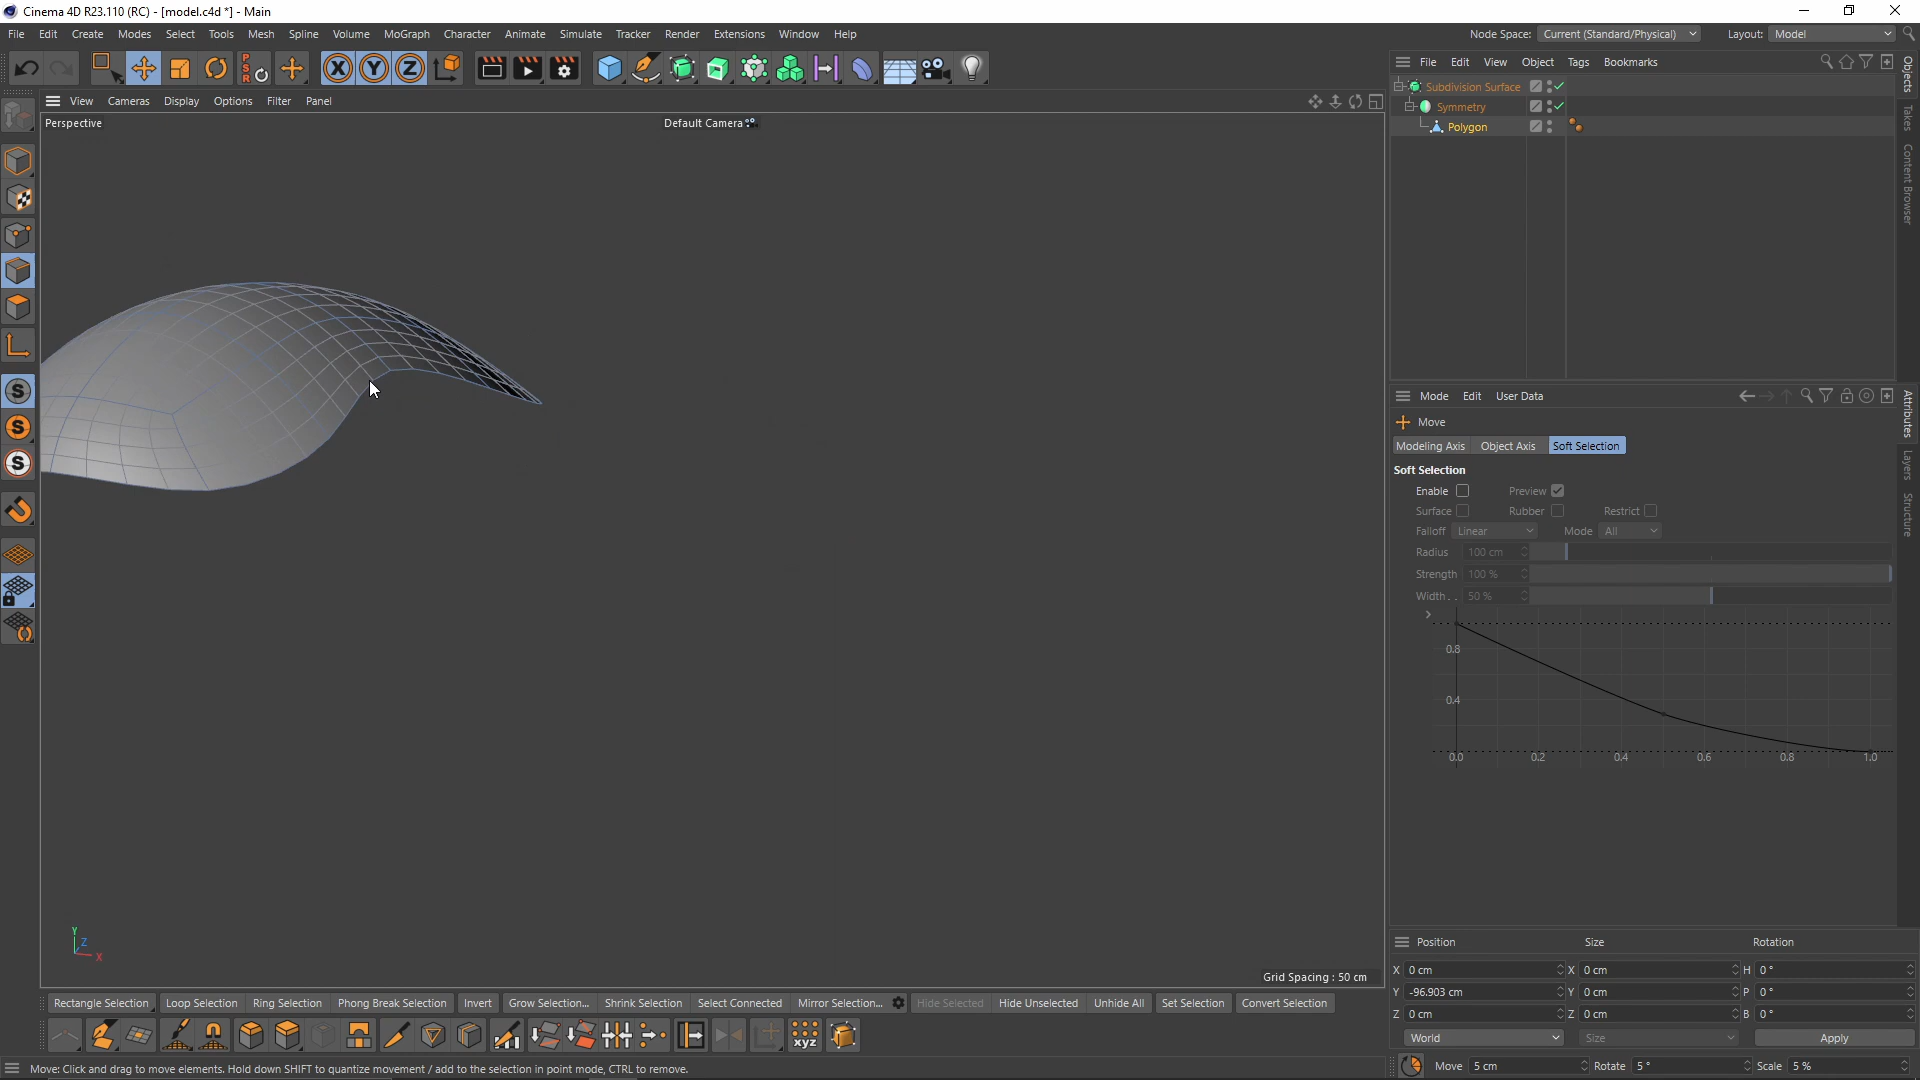 Cinema 4D R23.110 (RC) - [model.c4d *] - Main
File Edit Create Modes Select Tools Mesh Spline Volume MoGraph Character Animate Simulate Tracker Render Extensions Window Help
Node Space: Current (Standard/Physical) Layout: Model
PSR X Y Z
File Edit View Object Tags Bookmarks
View Cameras Display Options Filter Panel
Perspective Default Camera
Subdivision Surface
Symmetry
Polygon
Objects
Takes
Content Browser
Mode Edit User Data
Move
Modeling Axis Object Axis Soft Selection
Soft Selection
Enable Preview
Surface Rubber Restrict
Falloff Linear Mode All
Radius 100 cm
Strength 100 %
Width . . 50 %
0.8
0.4
0.0 0.2 0.4 0.6 0.8 1.0
Attributes
Layers
Structure
S
S
S
Y
Z
X
Grid Spacing : 50 cm
Position Size Rotation
X 0 cm X 0 cm H 0 °
Y -96.903 cm Y 0 cm P 0 °
Z 0 cm Z 0 cm B 0 °
World Size Apply
Rectangle Selection Loop Selection Ring Selection Phong Break Selection Invert Grow Selection... Shrink Selection Select Connected Mirror Selection... Hide Selected Hide Unselected Unhide All Set Selection Convert Selection
xyz
Move: Click and drag to move elements. Hold down SHIFT to quantize movement / add to the selection in point mode, CTRL to remove.
Move 5 cm Rotate 5 ° Scale 5 %